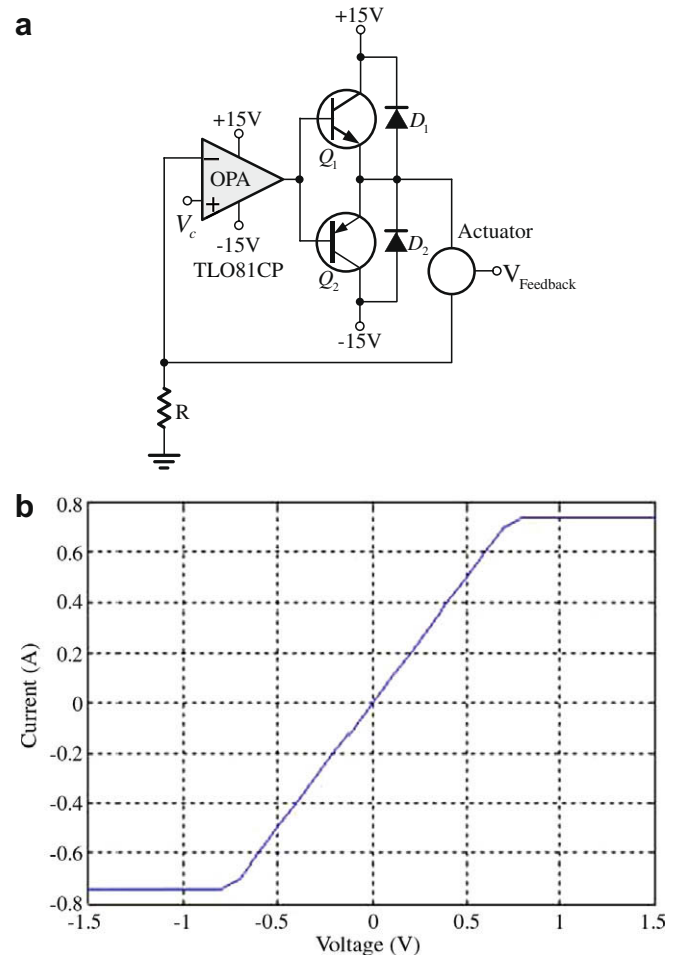 a
+15V
+15V
D1
Q1
−
OPA
+
Vc
-15V
TLO81CP
Q2
D2
Actuator
VFeedback
-15V
R
b
0.8
0.6
0.4
0.2
0
-0.2
-0.4
-0.6
-0.8
Current (A)
-1.5 -1 -0.5 0 0.5 1 1.5
Voltage (V)